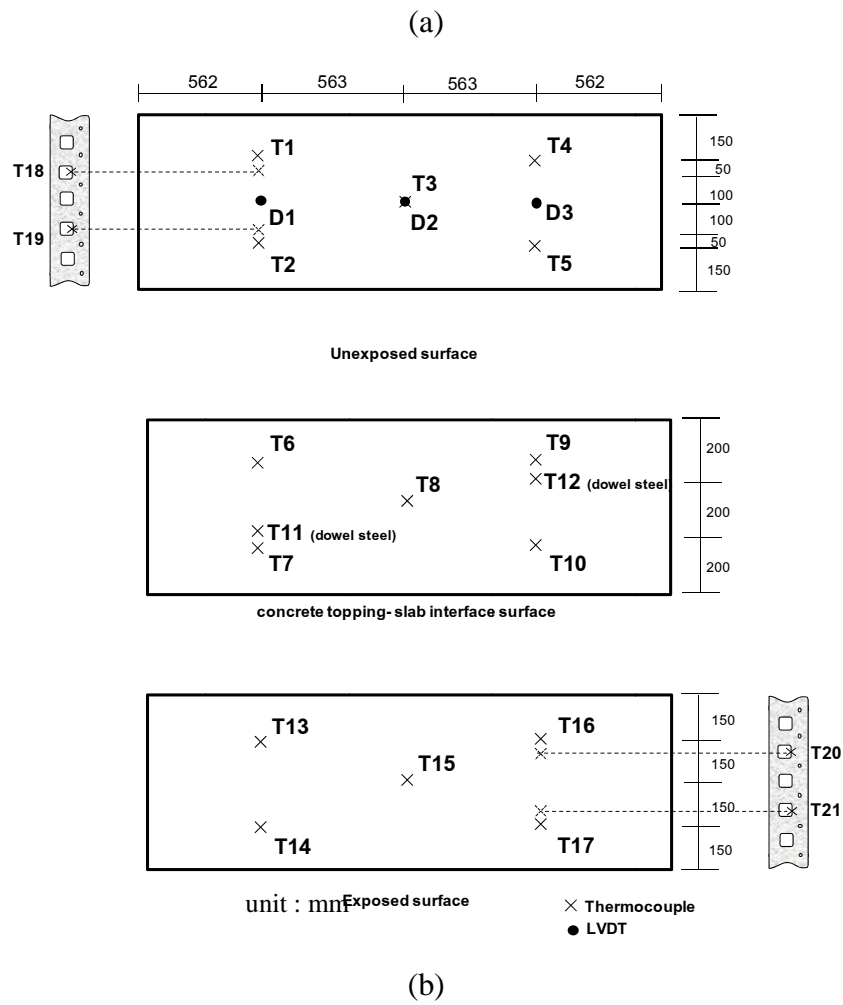 (a)
562 563 563 562
T1 T4 150
T18 50
T3 100
D1 D2 D3 100
T19 50
T2 T5 150
Unexposed surface
T6 T9 200
T8 T12 (dowel steel)
200
T11 (dowel steel)
T7 T10 200
concrete topping- slab interface surface
T13 T16 150
T15 150 T20
150 T21
T14 T17 150
unit : mm Exposed surface
Thermocouple
LVDT
(b)